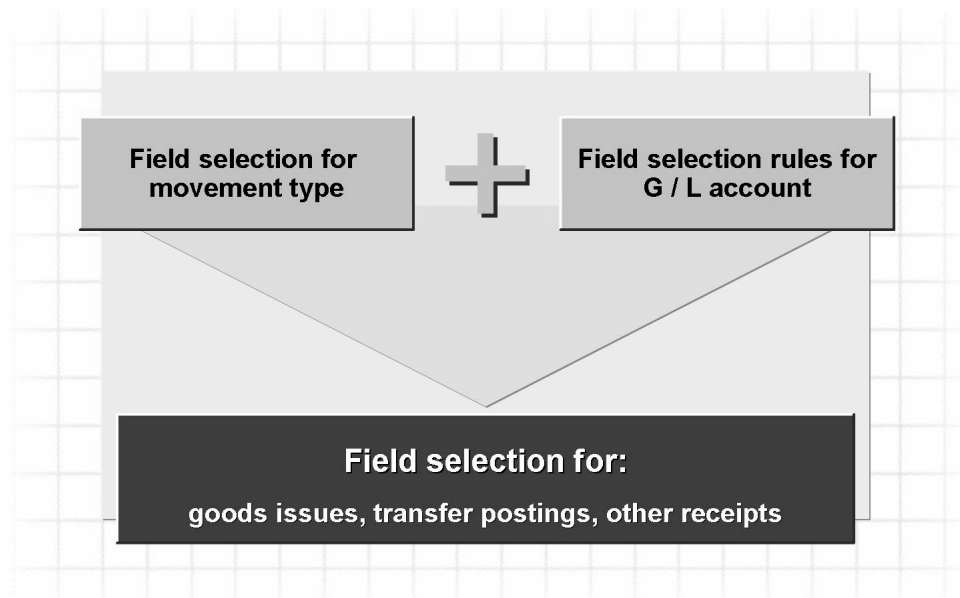 Field selection for
movement type
Field selection rules for
G / L account
Field selection for:
goods issues, transfer postings, other receipts